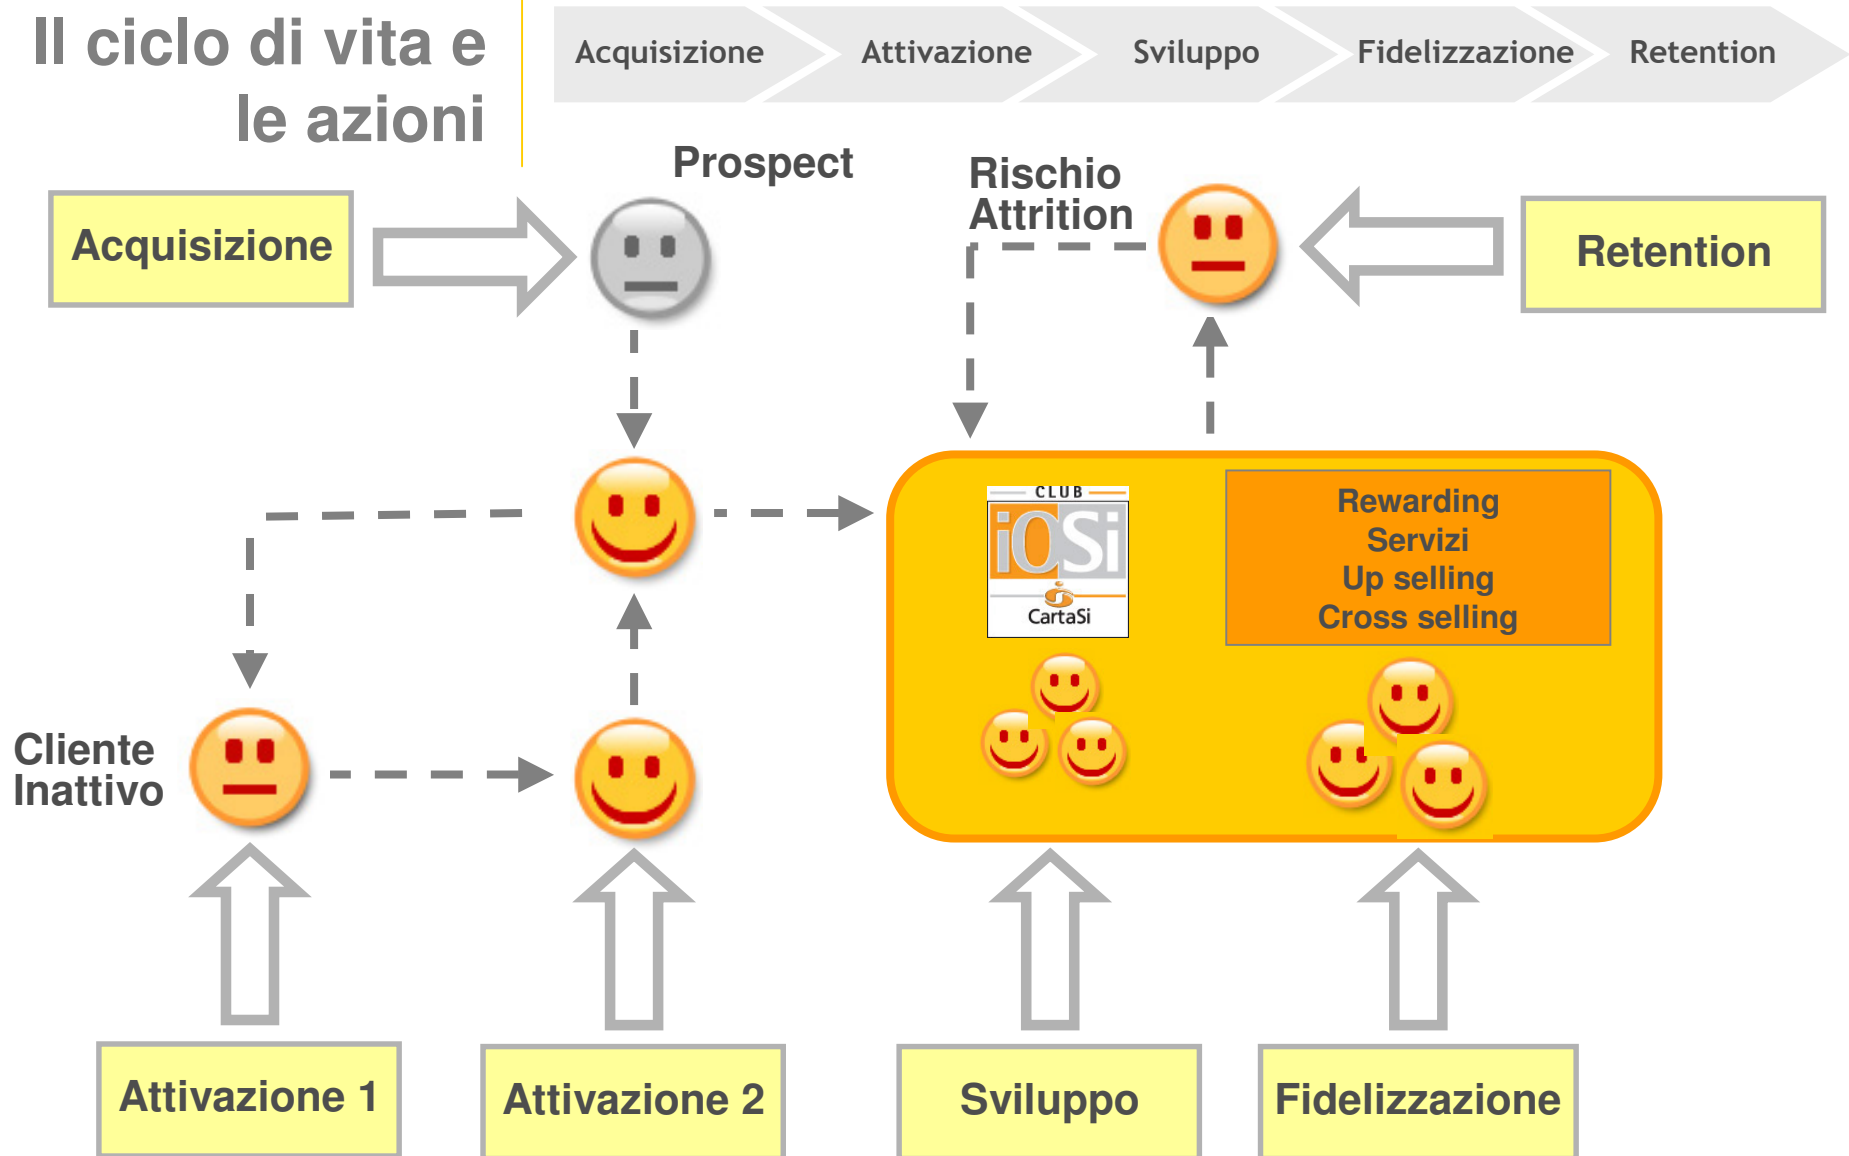 Il ciclo di vita e
le azioni
Acquisizione
Attivazione
Sviluppo
Fidelizzazione
Retention
Prospect
Rischio
Attrition
Acquisizione
Retention
CLUB
iOSi
CartaSi
Rewarding
Servizi
Up selling
Cross selling
Cliente
Inattivo
Attivazione 1
Attivazione 2
Sviluppo
Fidelizzazione